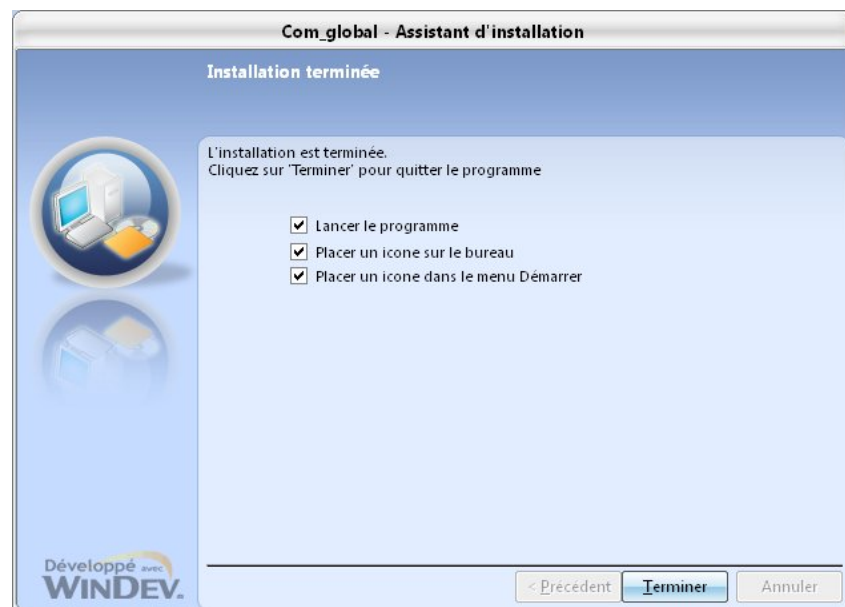 Com_global - Assistant d'installation
Installation terminée
L'installation est terminée.
Cliquez sur 'Terminer' pour quitter le programme
Lancer le programme
Placer un icone sur le bureau
Placer un icone dans le menu Démarrer
Développé avec
WINDEV.
< Précédent
Terminer
Annuler